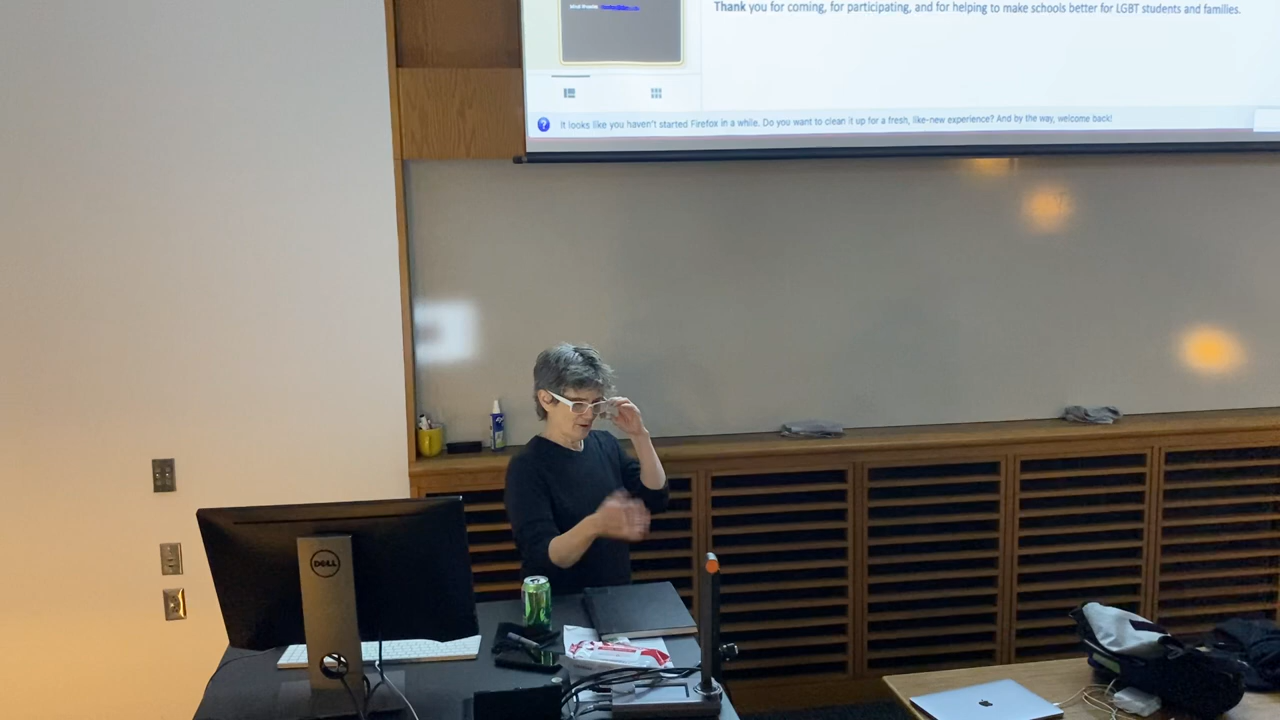 Thank you for coming, for participating, and for helping to make schools better for LGBT students and families.
It looks like you haven't started Firefox in a while. Do you want to clean it up for a fresh, like-new experience? And by the way, welcome back!
DELL